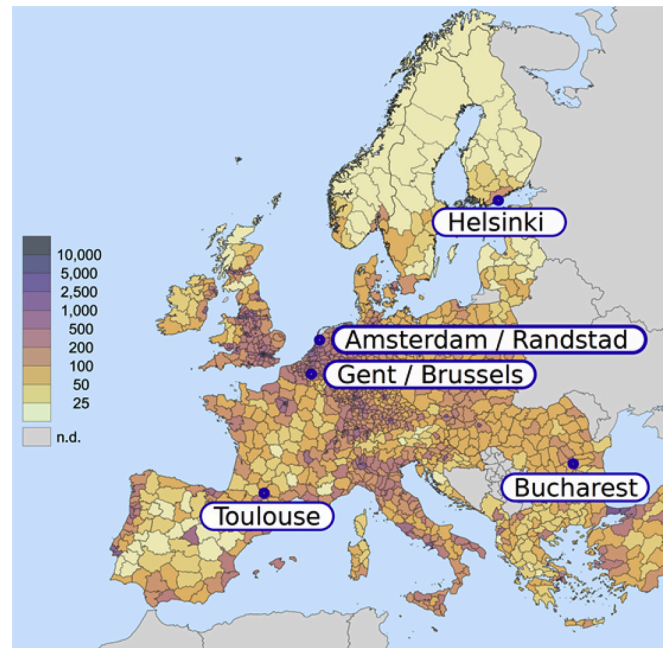 Helsinki
10,000
5,000
2,500
1,000
500
200
100
50
25
n.d.
Amsterdam / Randstad
Gent / Brussels
Bucharest
Toulouse